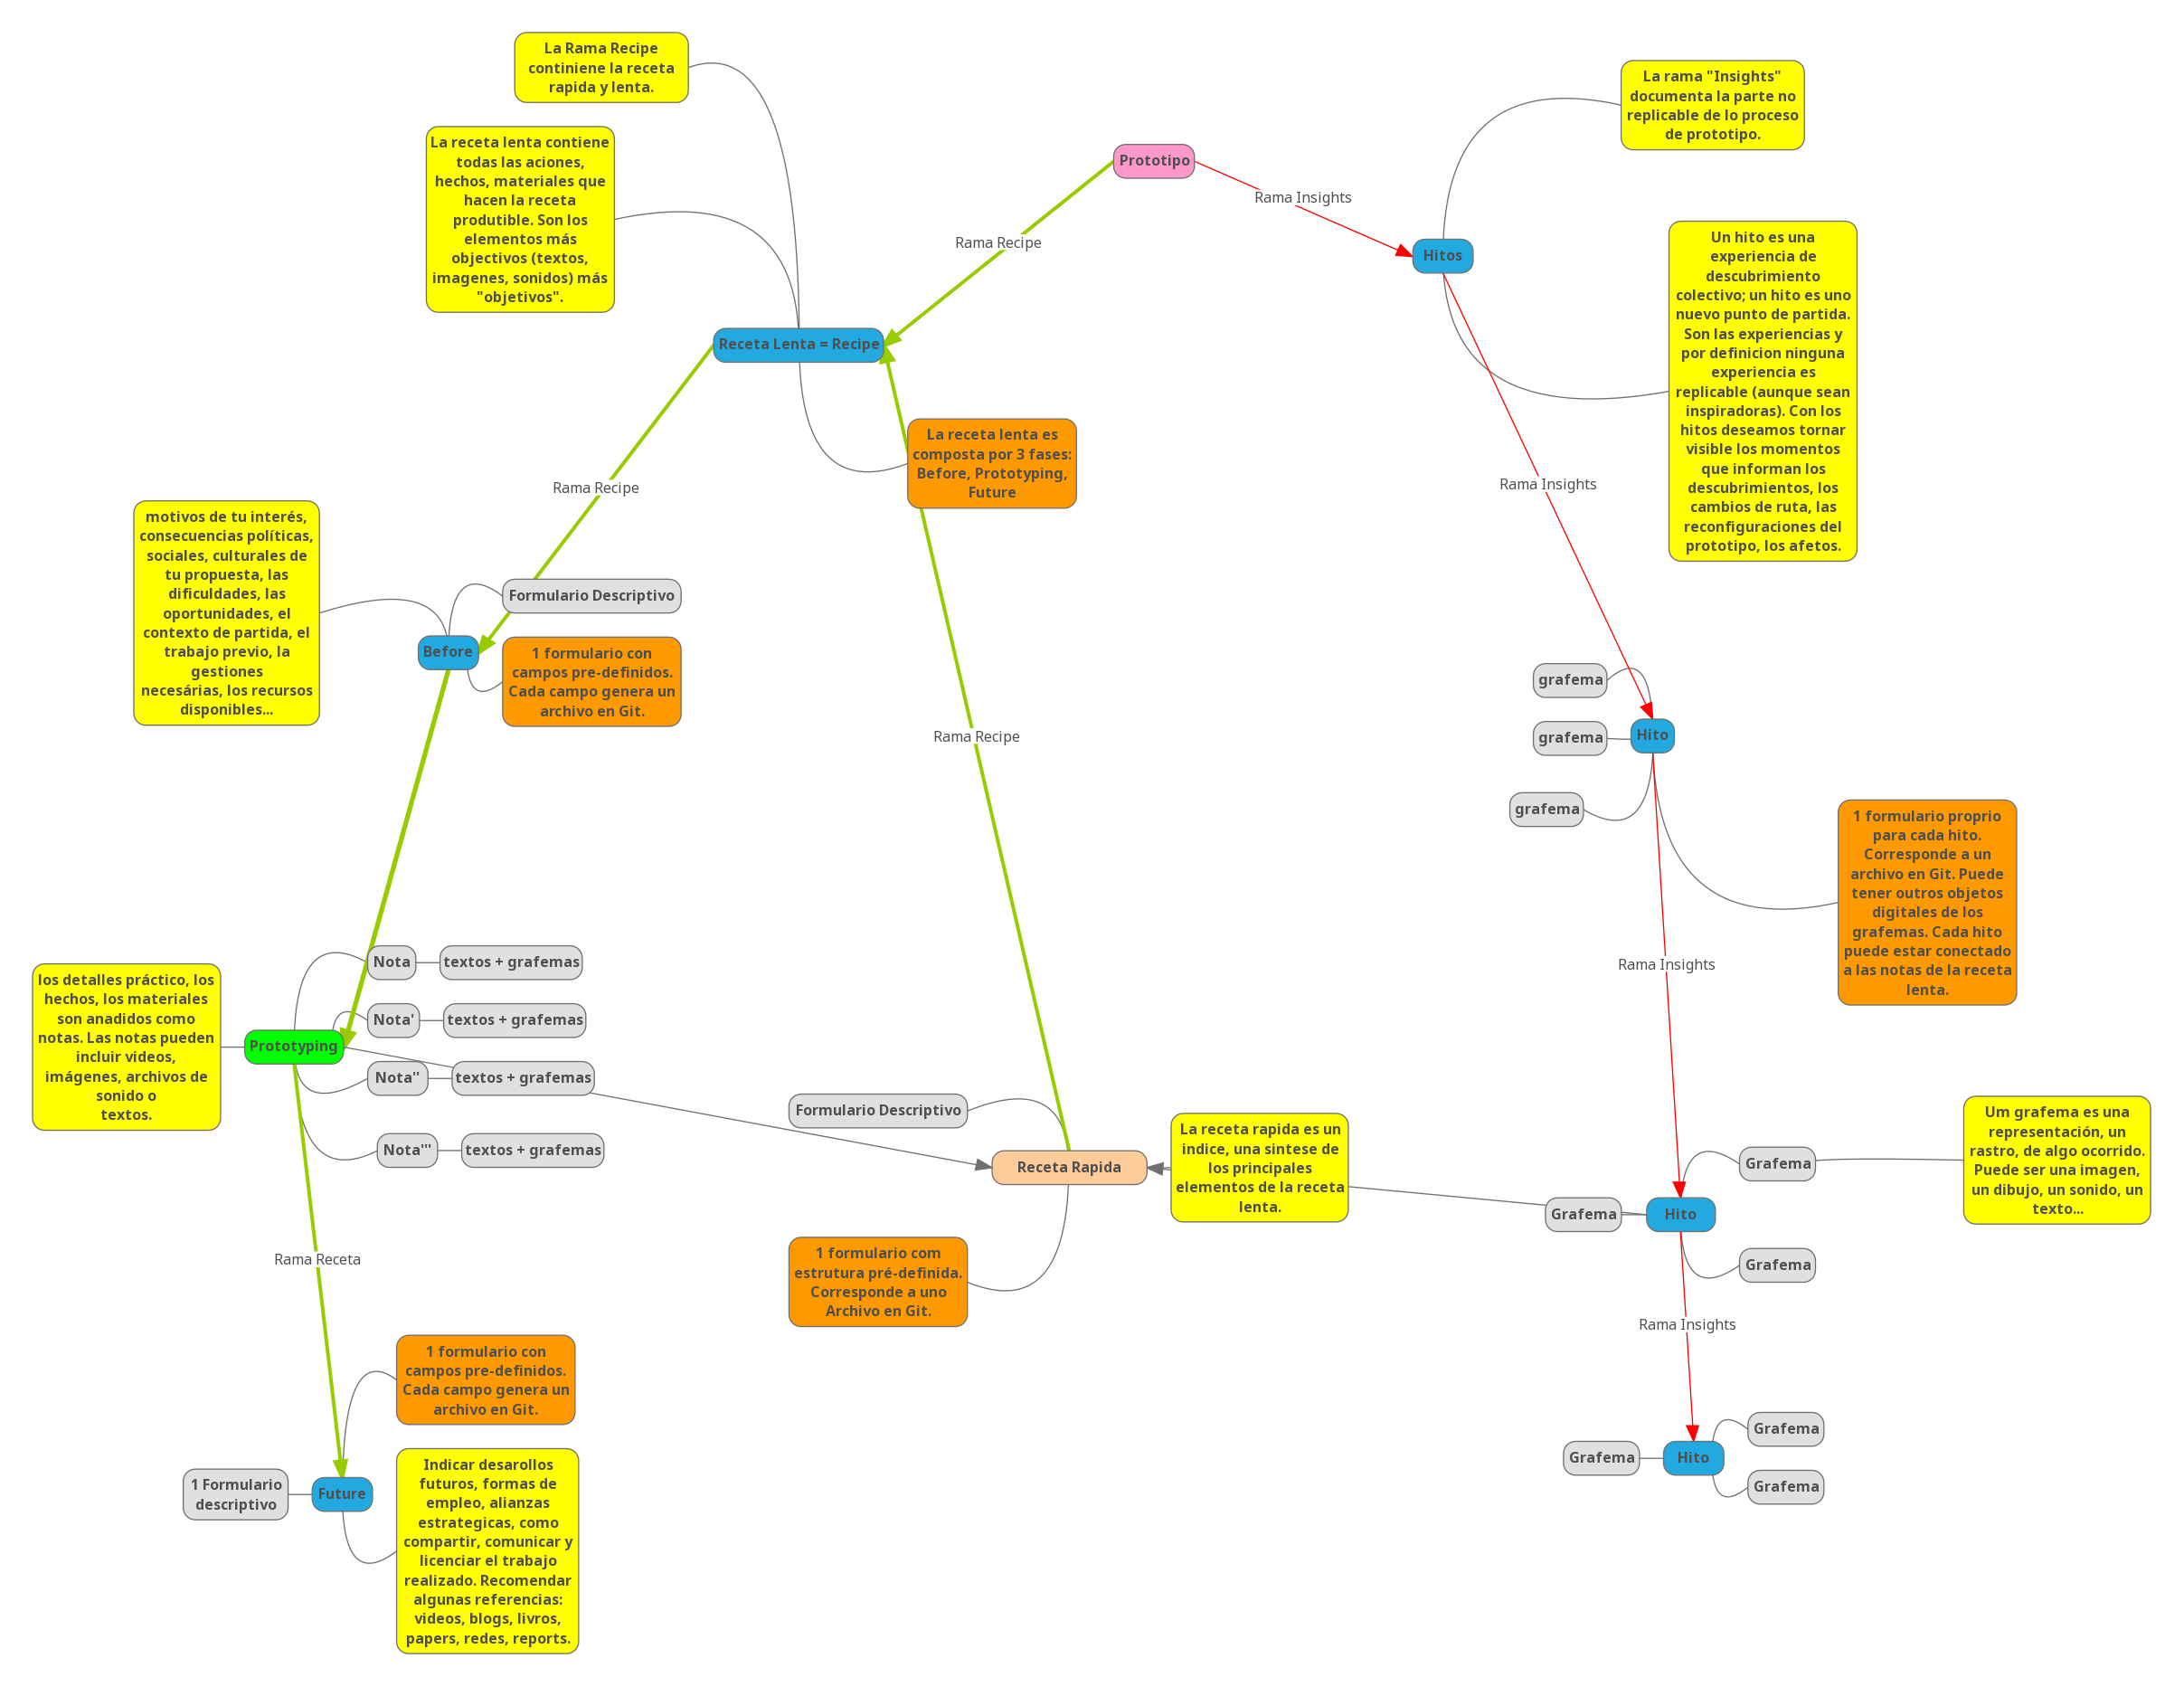 La Rama Recipe
continiene la receta
rapida y lenta.
La rama "Insights"
documenta la parte no
replicable de lo proceso
de prototipo.
La receta lenta contiene
todas las aciones,
hechos, materiales que
hacen la receta
produtible. Son los
elementos más
objectivos (textos,
imagenes, sonidos) más
"objetivos".
Prototipo
Rama Insights
Rama Recipe
Hitos
Un hito es una
experiencia de
descubrimiento
colectivo; un hito es uno
nuevo punto de partida.
Son las experiencias y
por definicion ninguna
experiencia es
replicable (aunque sean
inspiradoras). Con los
hitos deseamos tornar
visible los momentos
que informan los
descubrimientos, los
cambios de ruta, las
reconfiguraciones del
prototipo, los afetos.
Receta Lenta = Recipe
La receta lenta es
composta por 3 fases:
Before, Prototyping,
Future
Rama Recipe
Rama Insights
motivos de tu interés,
consecuencias políticas,
sociales, culturales de
tu propuesta, las
dificuldades, las
oportunidades, el
contexto de partida, el
trabajo previo, la
gestiones
necesárias, los recursos
disponibles...
Formulario Descriptivo
Before
1 formulario con
campos pre-definidos.
Cada campo genera un
archivo en Git.
grafema
grafema
Hito
grafema
Rama Recipe
1 formulario proprio
para cada hito.
Corresponde a un
archivo en Git. Puede
tener outros objetos
digitales de los
grafemas. Cada hito
puede estar conectado
a las notas de la receta
lenta.
Rama Insights
los detalles práctico, los
hechos, los materiales
son anadidos como
notas. Las notas pueden
incluir videos,
imágenes, archivos de
sonido o
textos.
Prototyping
Nota
textos + grafemas
Nota'
textos + grafemas
Nota''
textos + grafemas
Nota'''
textos + grafemas
Formulario Descriptivo
Receta Rapida
La receta rapida es un
indice, una sintese de
los principales
elementos de la receta
lenta.
Grafema
Um grafema es una
representación, un
rastro, de algo ocorrido.
Puede ser una imagen,
un dibujo, un sonido, un
texto...
Grafema
Hito
Grafema
1 formulario com
estrutura pré-definida.
Corresponde a uno
Archivo en Git.
Rama Receta
Rama Insights
1 formulario con
campos pre-definidos.
Cada campo genera un
archivo en Git.
1 Formulario
descriptivo
Future
Indicar desarollos
futuros, formas de
empleo, alianzas
estrategicas, como
compartir, comunicar y
licenciar el trabajo
realizado. Recomendar
algunas referencias:
videos, blogs, livros,
papers, redes, reports.
Grafema
Grafema
Hito
Grafema